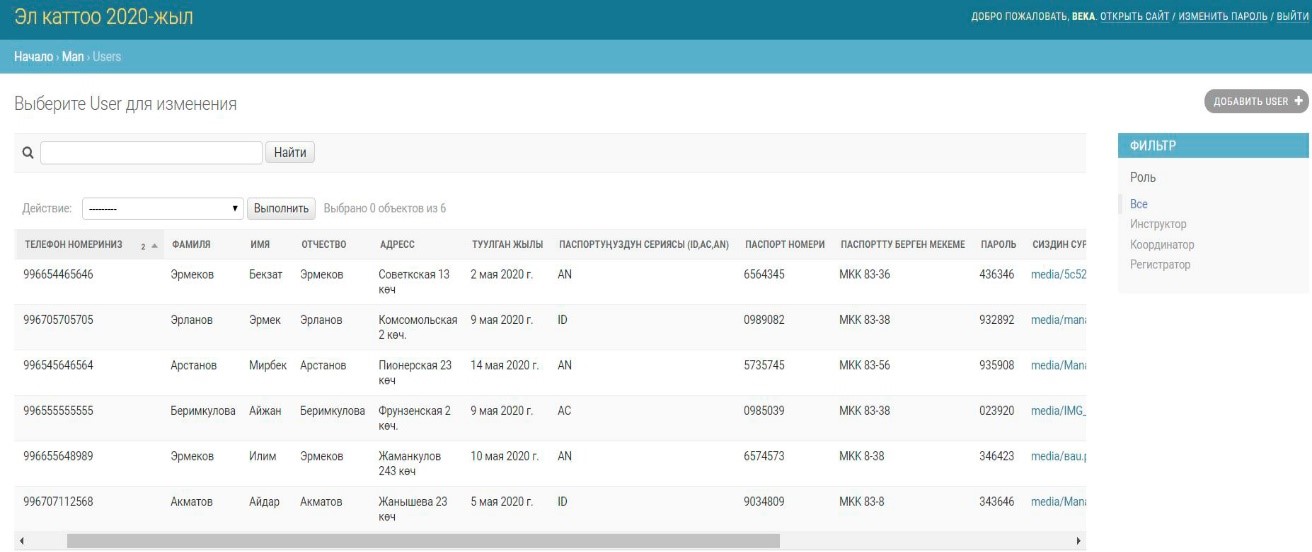 Эл каттоо 2020-жыл
ДОБРО ПОЖАЛОВАТЬ, BEKA. ОТКРЫТЬ САЙТ / ИЗМЕНИТЬ ПАРОЛЬ / ВЫЙТИ
Начало › Man › Users
Выберите User для изменения
ДОБАВИТЬ USER +
Найти
Действие: --------- Выполнить Выбрано 0 объектов из 6
ТЕЛЕФОН НОМЕРИНИЗ 2 ФАМИЛЯ ИМЯ ОТЧЕСТВО АДРЕСС ТУУЛГАН ЖЫЛЫ ПАСПОРТУҢУЗДУН СЕРИЯСЫ (ID,AC,AN) ПАСПОРТ НОМЕРИ ПАСПОРТТУ БЕРГЕН МЕКЕМЕ ПАРОЛЬ СИЗДИН СҮР
996654465646 Эрмеков Бекзат Эрмеков Советкская 13 көч 2 мая 2020 г. AN 6564345 МКК 83-36 436346 media/5c52
996705705705 Эрланов Эрмек Эрланов Комсомольская 2 көч. 9 мая 2020 г. ID 0989082 МКК 83-38 932892 media/mana
996545646564 Арстанов Мирбек Арстанов Пионерская 23 көч 14 мая 2020 г. AN 5735745 МКК 83-56 935908 media/Mana
996555555555 Беримкулова Айжан Беримкулова Фрунзенская 2 көч. 9 мая 2020 г. AC 0985039 МКК 83-38 023920 media/IMG_
996655648989 Эрмеков Илим Эрмеков Жаманкулов 243 көч 10 мая 2020 г. AN 6574573 МКК 8-38 346423 media/вau.p
996707112568 Акматов Айдар Акматов Жанышева 23 көч 5 мая 2020 г. ID 9034809 МКК 83-8 343646 media/Mana
ФИЛЬТР
Роль
Все
Инструктор
Координатор
Регистратор